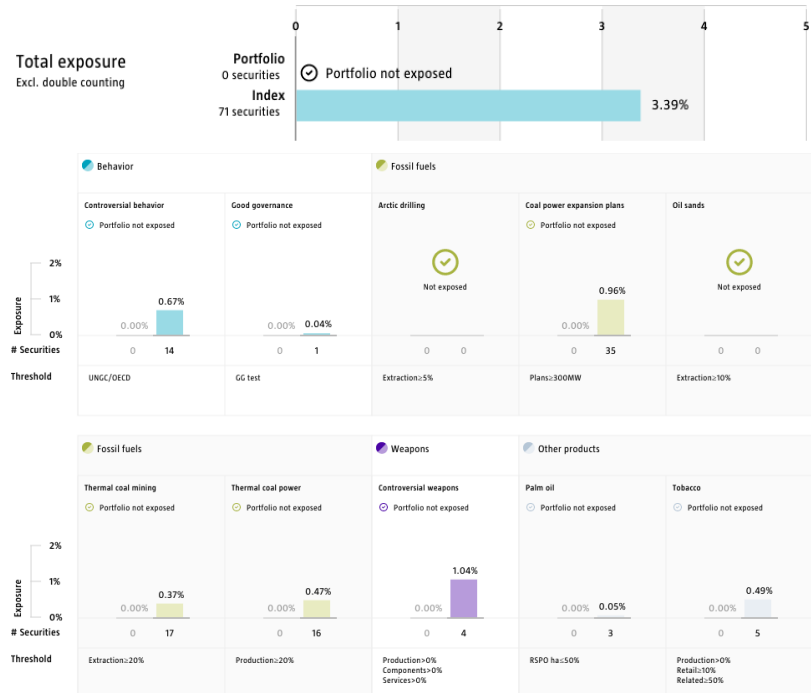 0 1 2 3 4 5
Total exposure
Excl. double counting
Portfolio
0 securities
Portfolio not exposed
Index
71 securities
3.39%
Behavior
Fossil fuels
Controversial behavior
Portfolio not exposed
Good governance
Portfolio not exposed
Arctic drilling
Not exposed
Coal power expansion plans
Portfolio not exposed
Oil sands
Not exposed
Exposure
2%
1%
0%
0.00% 0.67%
0.00% 0.04%
0.00% 0.96%
# Securities
0 14
0 1
0 0
0 35
0 0
Threshold
UNGC/OECD
GG test
Extraction≥5%
Plans≥300MW
Extraction≥10%
Fossil fuels
Weapons
Other products
Thermal coal mining
Portfolio not exposed
Thermal coal power
Portfolio not exposed
Controversial weapons
Portfolio not exposed
Palm oil
Portfolio not exposed
Tobacco
Portfolio not exposed
Exposure
2%
1%
0%
0.00% 0.37%
0.00% 0.47%
0.00% 1.04%
0.00% 0.05%
0.00% 0.49%
# Securities
0 17
0 16
0 4
0 3
0 5
Threshold
Extraction≥20%
Production≥20%
Production>0%
Components>0%
Services>0%
RSPO ha≤50%
Production>0%
Retail≥10%
Related≥50%